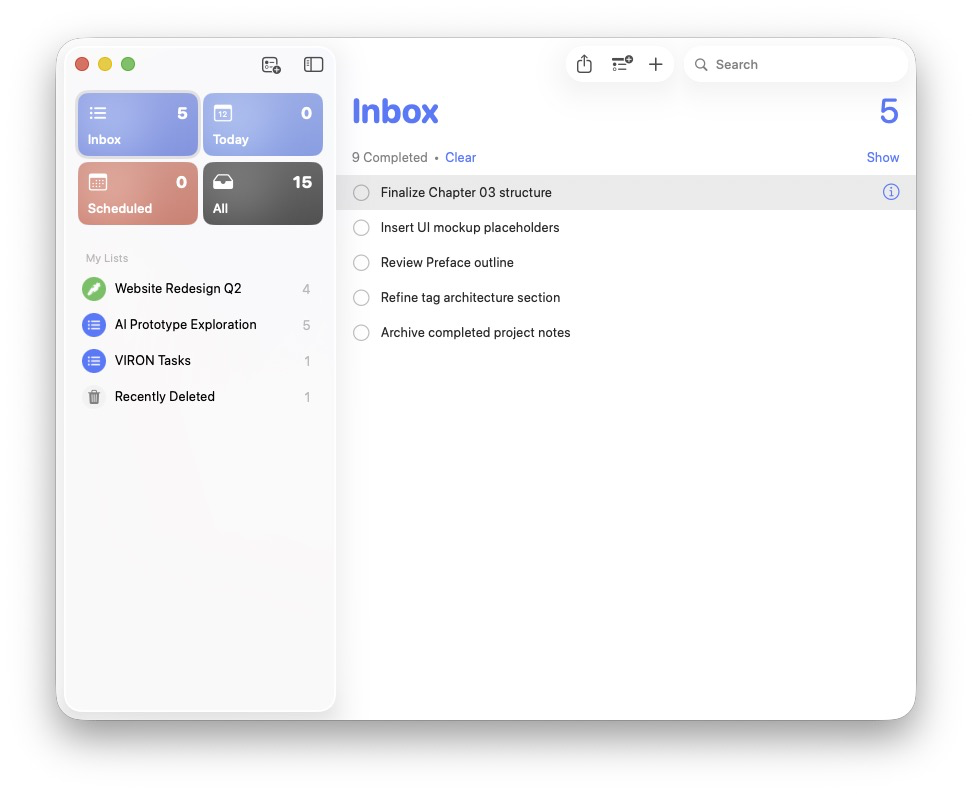 Search
5
Inbox
12
0
Today
0
Scheduled
15
All
My Lists
Website Redesign Q2 4
AI Prototype Exploration 5
VIRON Tasks 1
Recently Deleted 1
Inbox 5
9 Completed • Clear Show
Finalize Chapter 03 structure
Insert UI mockup placeholders
Review Preface outline
Refine tag architecture section
Archive completed project notes